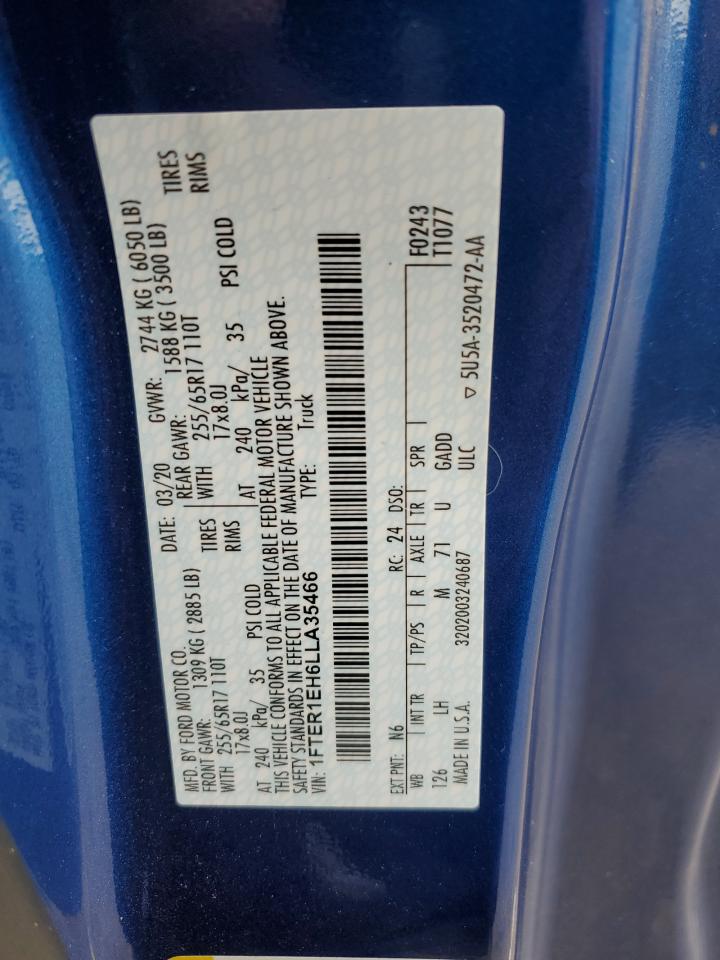 MFD. BY FORD MOTOR CO.
DATE: 03/20 GVWR: 2744 KG ( 6050 LB)
FRONT GAWR: 1309 KG ( 2885 LB) REAR GAWR: 1588 KG ( 3500 LB)
WITH 255/65R17 110T TIRES WITH 255/65R17 110T TIRES
17x8.0J RIMS 17x8.0J RIMS
AT 240 kPa/ 35 PSI COLD AT 240 kPa/ 35 PSI COLD
THIS VEHICLE CONFORMS TO ALL APPLICABLE FEDERAL MOTOR VEHICLE
SAFETY STANDARDS IN EFFECT ON THE DATE OF MANUFACTURE SHOWN ABOVE.
VIN: 1FTER1EH6LLA35466 TYPE: Truck
EXT PNT: N6 RC: 24 DSO: F0243
WB INT TR TP/PS R AXLE TR SPR T1077
126 LH M 71 U GADD
MADE IN U.S.A. 3202003240687 ULC ▽ 5U5A-3520472-AA